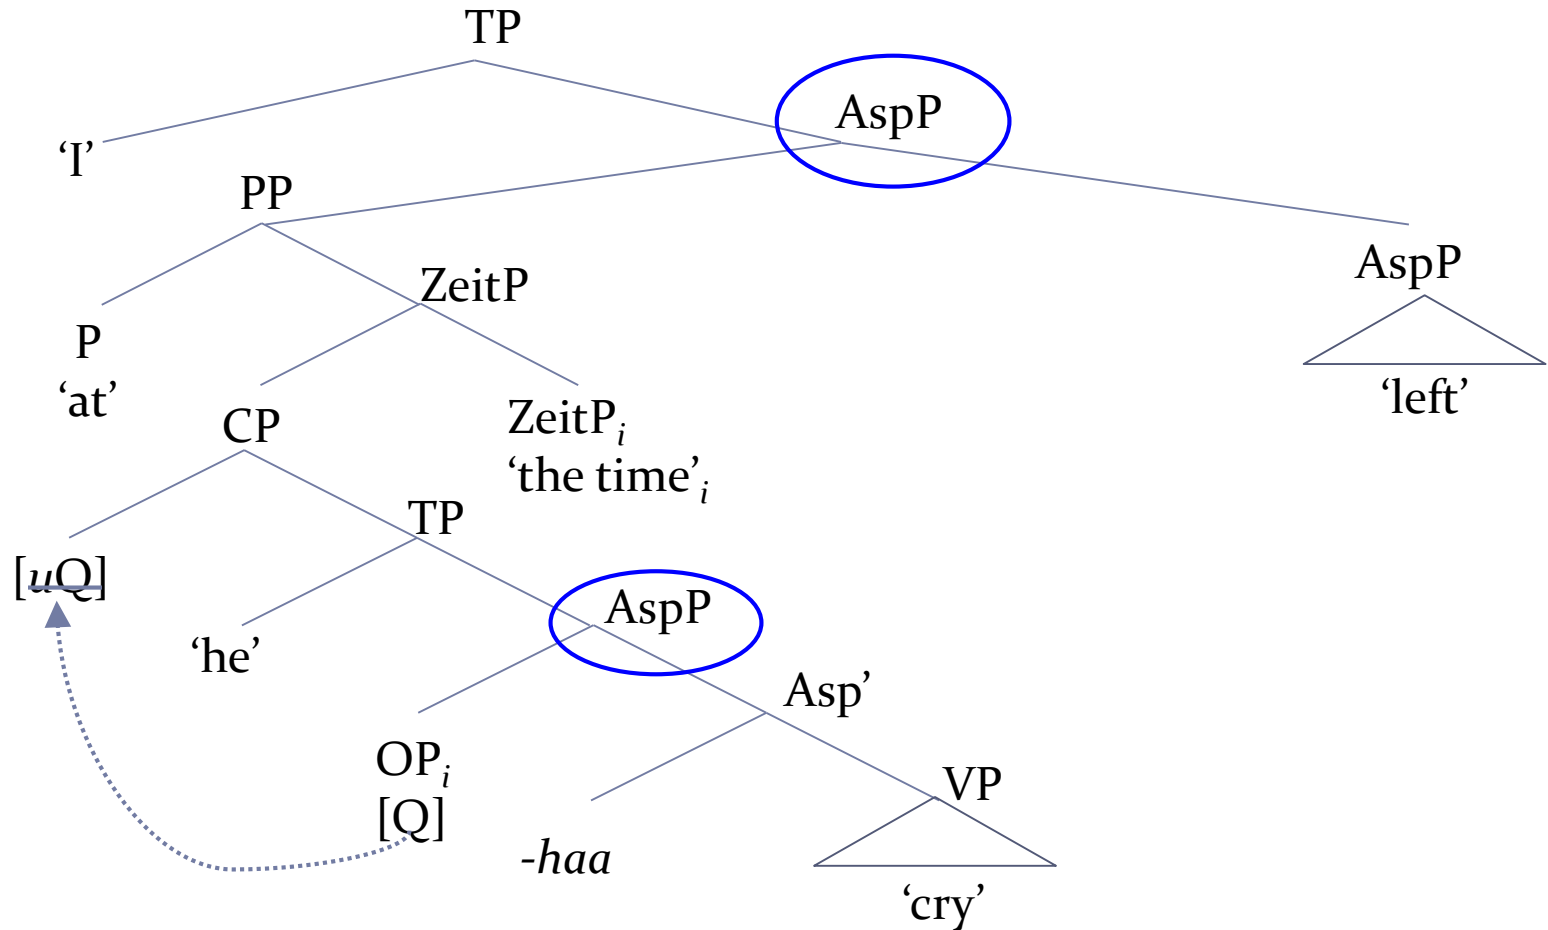 TP
AspP
‘I’
PP
ZeitP
AspP
P
‘at’
‘left’
CP
ZeitPᵢ
‘the time’ᵢ
TP
[uQ]
AspP
‘he’
Asp’
OPᵢ
[Q]
VP
-haa
‘cry’